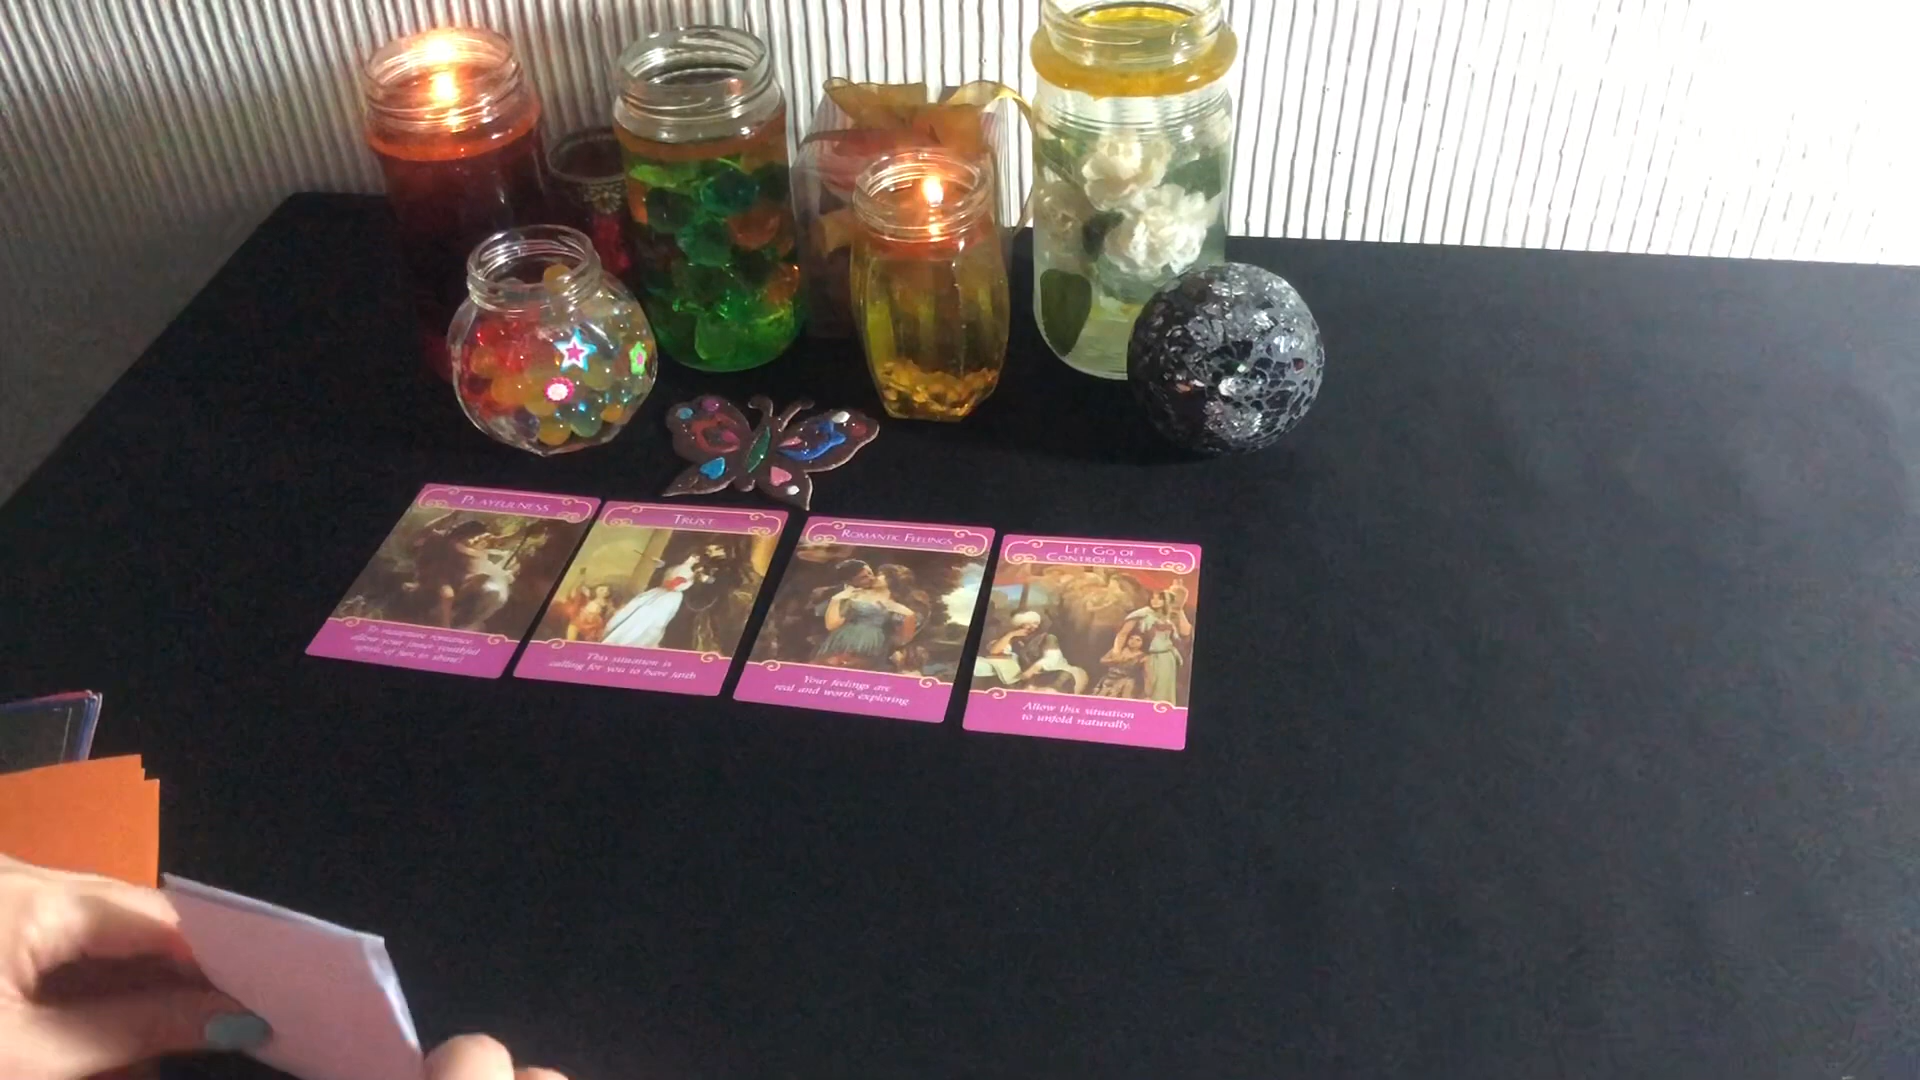 PLAYFULNESS
To rekindle romance
allow your inner youthful
spirit of fun to shine!
TRUST
This situation is
calling for you to have faith
ROMANTIC FEELINGS
Your feelings are
real and worth exploring.
LET GO OF
CONTROL ISSUES
Allow this situation
to unfold naturally.